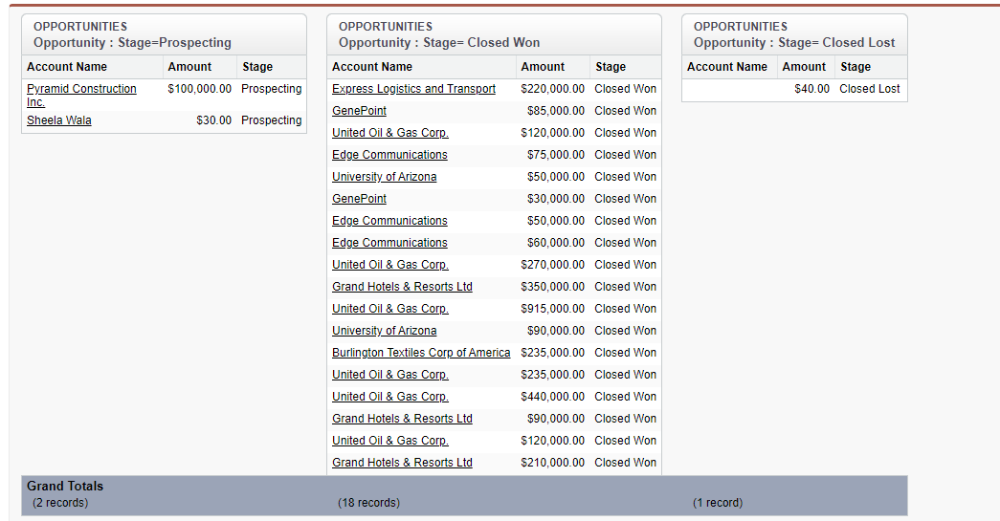 OPPORTUNITIES
Opportunity : Stage=Prospecting
Account Name Amount Stage
Pyramid Construction $100,000.00 Prospecting
Inc.
Sheela Wala $30.00 Prospecting
OPPORTUNITIES
Opportunity : Stage= Closed Won
Account Name Amount Stage
Express Logistics and Transport $220,000.00 Closed Won
GenePoint $85,000.00 Closed Won
United Oil & Gas Corp. $120,000.00 Closed Won
Edge Communications $75,000.00 Closed Won
University of Arizona $50,000.00 Closed Won
GenePoint $30,000.00 Closed Won
Edge Communications $50,000.00 Closed Won
Edge Communications $60,000.00 Closed Won
United Oil & Gas Corp. $270,000.00 Closed Won
Grand Hotels & Resorts Ltd $350,000.00 Closed Won
United Oil & Gas Corp. $915,000.00 Closed Won
University of Arizona $90,000.00 Closed Won
Burlington Textiles Corp of America $235,000.00 Closed Won
United Oil & Gas Corp. $235,000.00 Closed Won
United Oil & Gas Corp. $440,000.00 Closed Won
Grand Hotels & Resorts Ltd $90,000.00 Closed Won
United Oil & Gas Corp. $120,000.00 Closed Won
Grand Hotels & Resorts Ltd $210,000.00 Closed Won
OPPORTUNITIES
Opportunity : Stage= Closed Lost
Account Name Amount Stage
$40.00 Closed Lost
Grand Totals
(2 records) (18 records) (1 record)